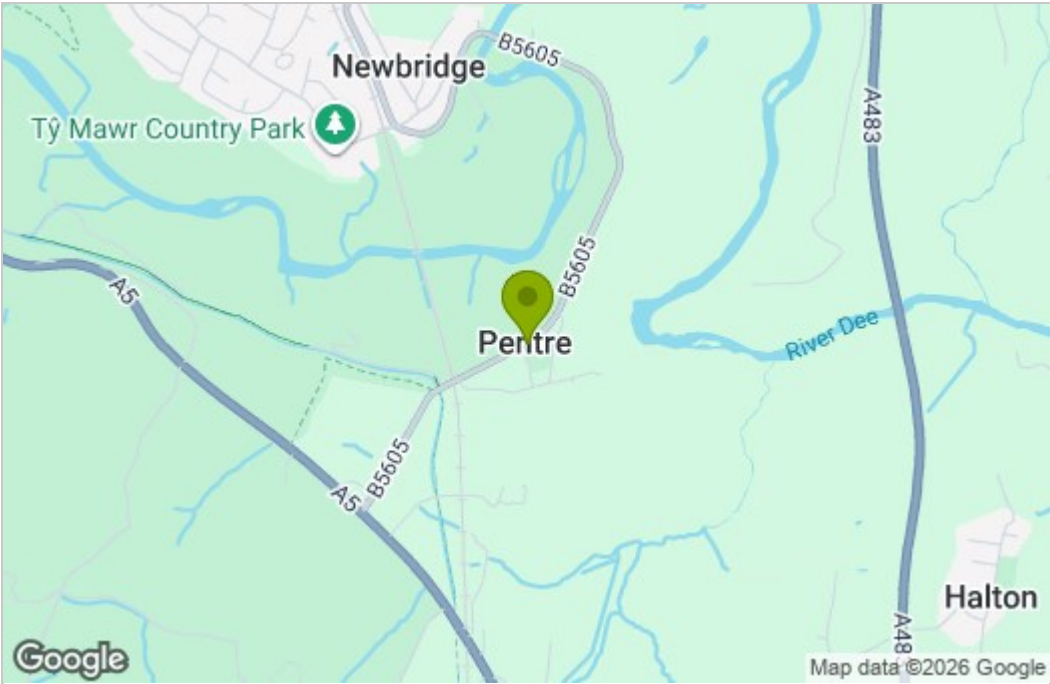 B5605
Newbridge
Tŷ Mawr Country Park
A483
B5605
A5
Pentre
River Dee
B5605
A5
Halton
A48
Google
Map data ©2026 Google